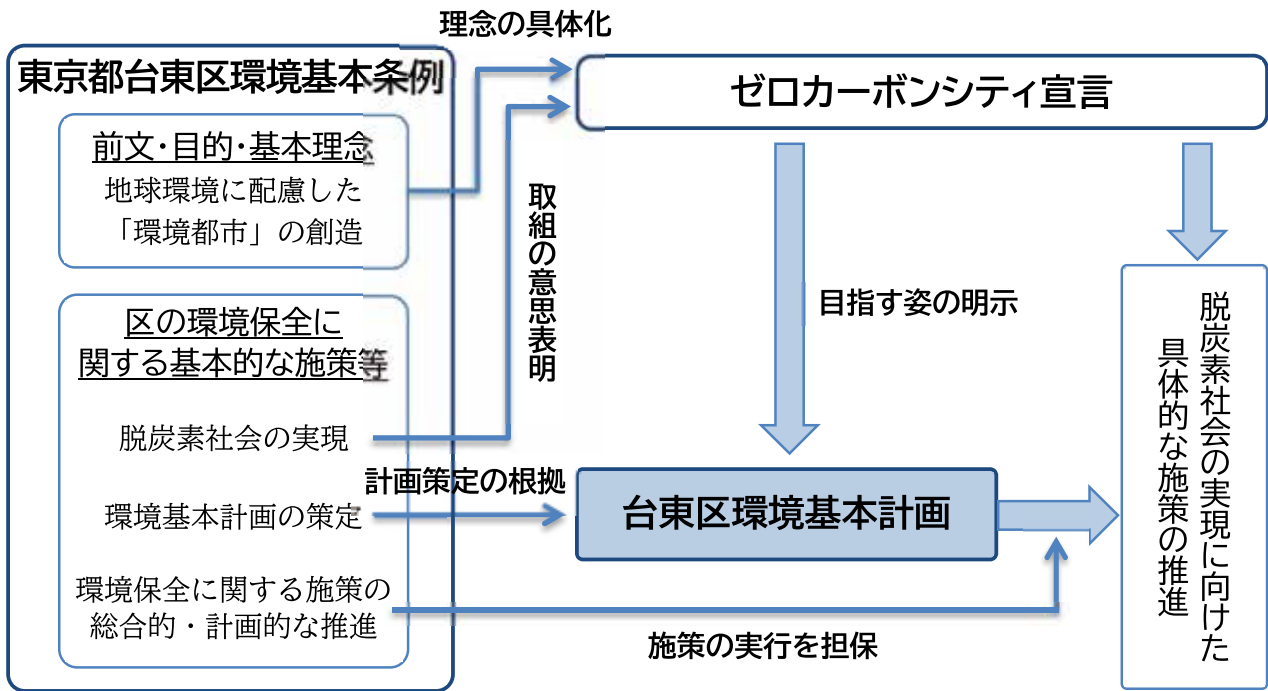 理念の具体化
東京都台東区環境基本条例
ゼロカーボンシティ宣言
前文・目的・基本理念
地球環境に配慮した
「環境都市」の創造
取組の意思表明
目指す姿の明示
区の環境保全に
関する基本的な施策等
脱炭素社会の実現
計画策定の根拠
環境基本計画の策定
台東区環境基本計画
環境保全に関する施策の
総合的・計画的な推進
施策の実行を担保
脱炭素社会の実現に向けた
具体的な施策の推進